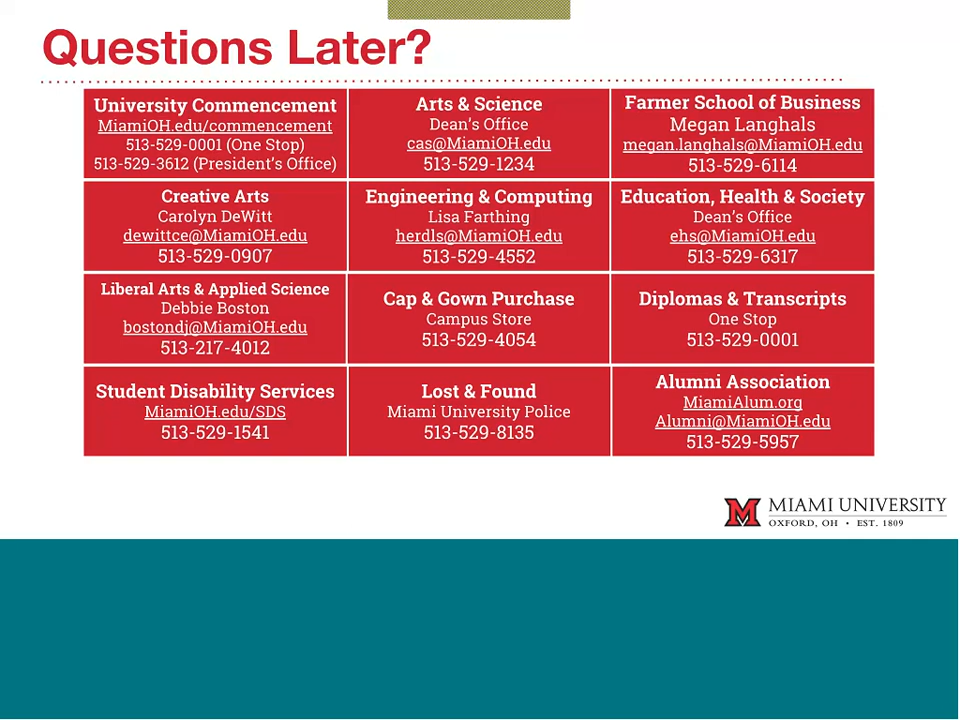 Questions Later?
University Commencement
MiamiOH.edu/commencement
513-529-0001 (One Stop)
513-529-3612 (President's Office)
Arts & Science
Dean's Office
cas@MiamiOH.edu
513-529-1234
Farmer School of Business
Megan Langhals
megan.langhals@MiamiOH.edu
513-529-6114
Creative Arts
Carolyn DeWitt
dewittce@MiamiOH.edu
513-529-0907
Engineering & Computing
Lisa Farthing
herdls@MiamiOH.edu
513-529-4552
Education, Health & Society
Dean's Office
ehs@MiamiOH.edu
513-529-6317
Liberal Arts & Applied Science
Debbie Boston
bostondj@MiamiOH.edu
513-217-4012
Cap & Gown Purchase
Campus Store
513-529-4054
Diplomas & Transcripts
One Stop
513-529-0001
Student Disability Services
MiamiOH.edu/SDS
513-529-1541
Lost & Found
Miami University Police
513-529-8135
Alumni Association
MiamiAlum.org
Alumni@MiamiOH.edu
513-529-5957
M MIAMI UNIVERSITY
OXFORD, OH • EST. 1809